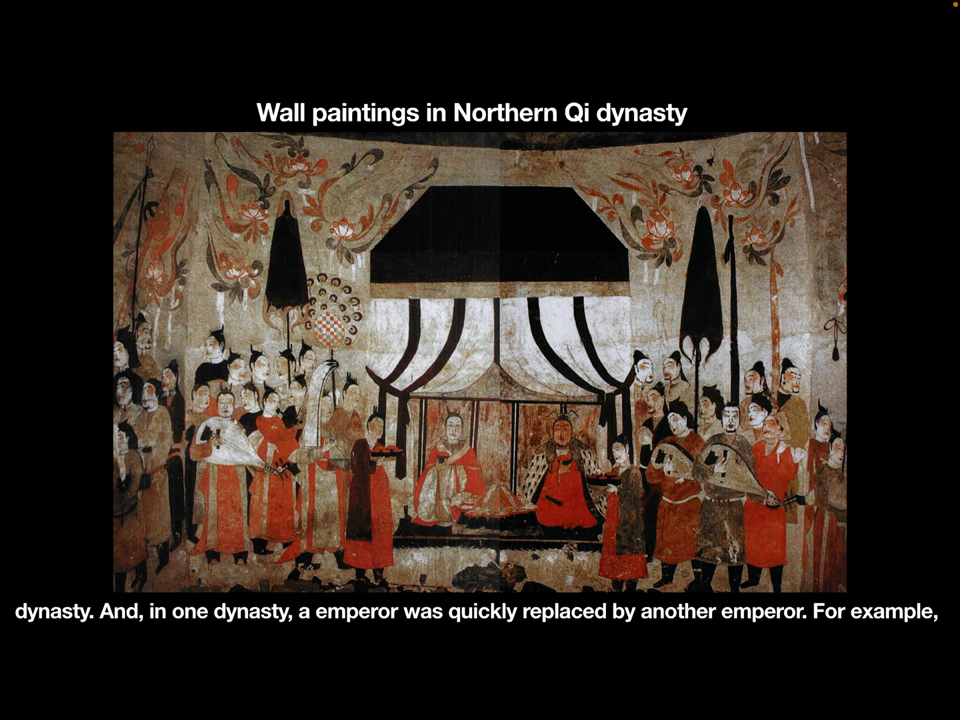 Wall paintings in Northern Qi dynasty
dynasty. And, in one dynasty, a emperor was quickly replaced by another emperor. For example,